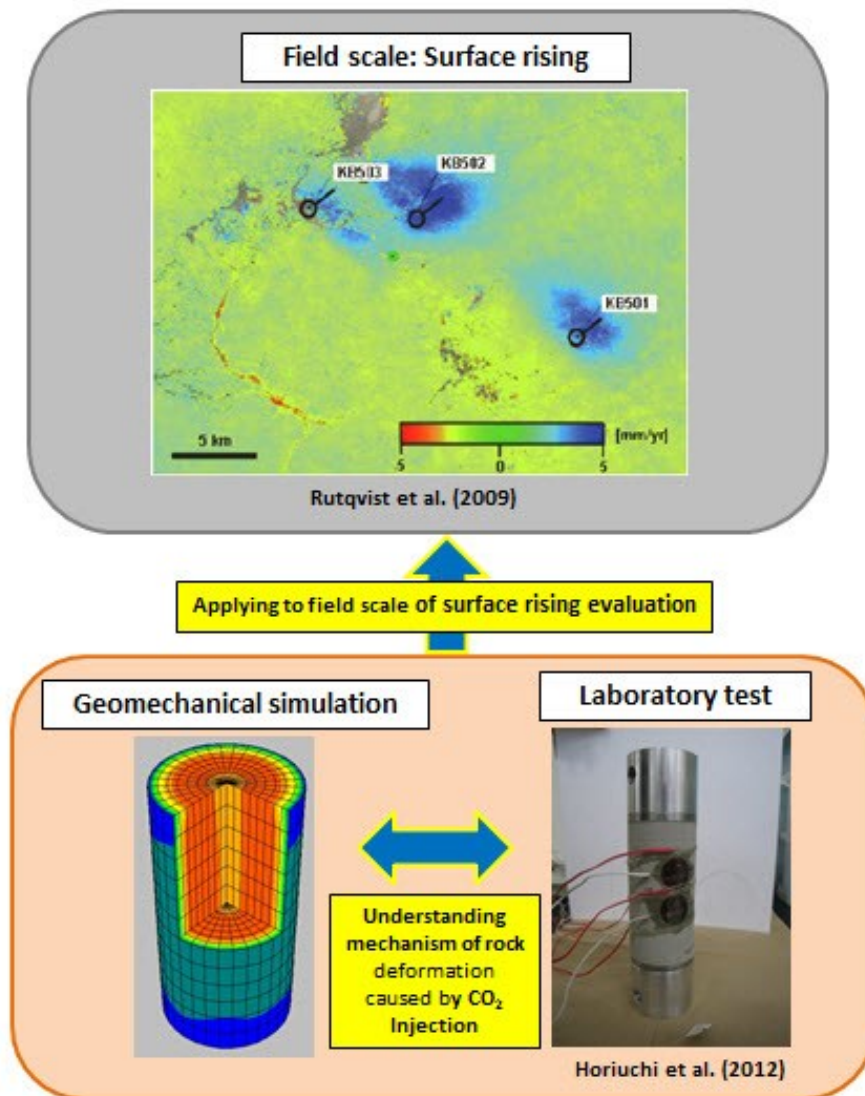 Field scale: Surface rising
KB503
KB502
KB501
5 km
[mm/yr]
5
0
5
Rutqvist et al. (2009)
Applying to field scale of surface rising evaluation
Geomechanical simulation
Laboratory test
Understanding
mechanism of rock
deformation
caused by CO₂
Injection
Horiuchi et al. (2012)